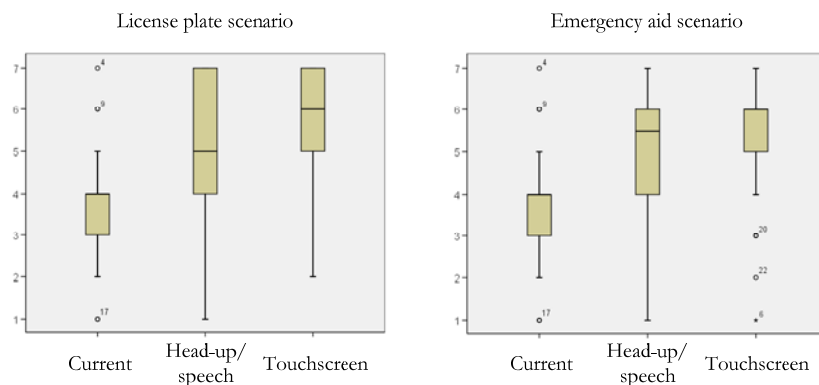 License plate scenario
7
6
5
4
3
2
1
4
9
17
Current
Head-up/
speech
Touchscreen
Emergency aid scenario
7
6
5
4
3
2
1
4
9
17
20
22
6
Current
Head-up/
speech
Touchscreen